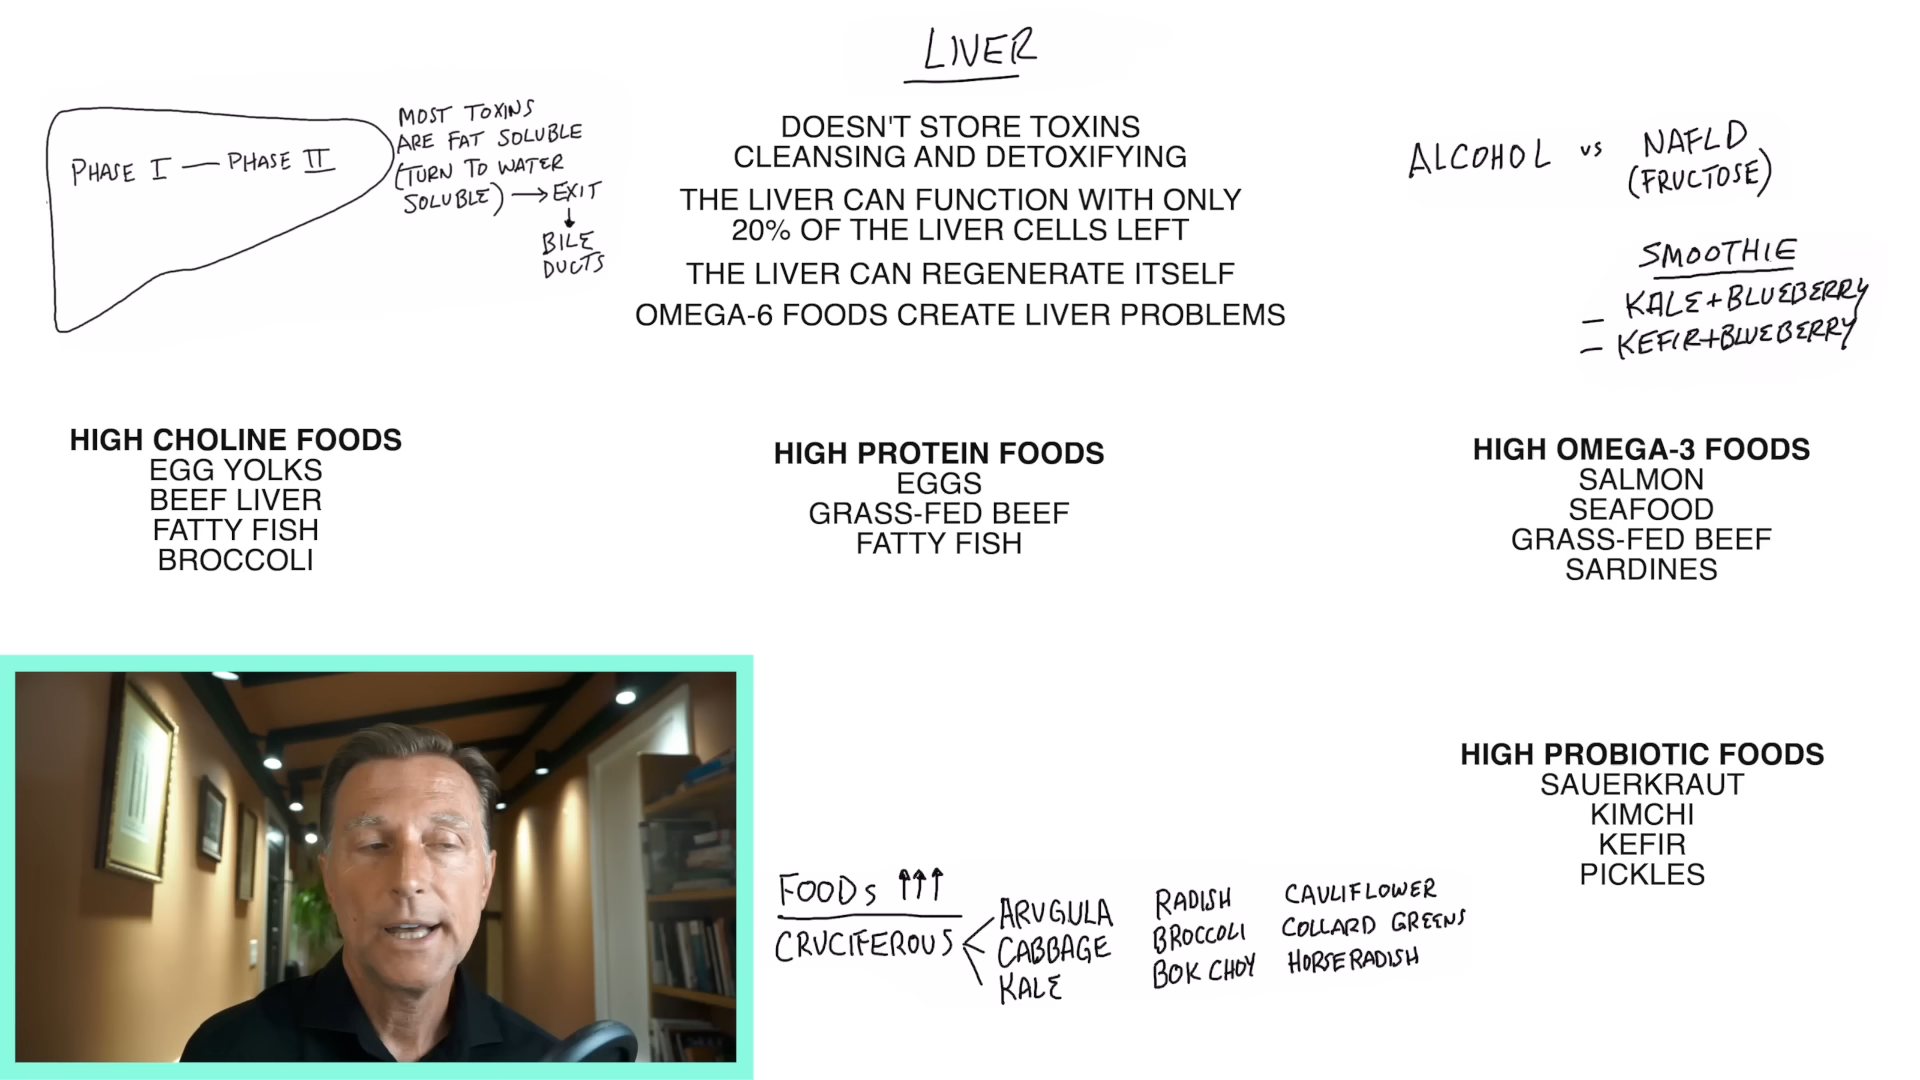 LIVER
PHASE I — PHASE II
MOST TOXINS
ARE FAT SOLUBLE
(TURN TO WATER
SOLUBLE) → EXIT
↓
BILE
DUCTS
DOESN'T STORE TOXINS
CLEANSING AND DETOXIFYING
THE LIVER CAN FUNCTION WITH ONLY
20% OF THE LIVER CELLS LEFT
THE LIVER CAN REGENERATE ITSELF
OMEGA-6 FOODS CREATE LIVER PROBLEMS
ALCOHOL vs NAFLD
(FRUCTOSE)
SMOOTHIE
– KALE+BLUEBERRY
– KEFIR+BLUEBERRY
HIGH CHOLINE FOODS
EGG YOLKS
BEEF LIVER
FATTY FISH
BROCCOLI
HIGH PROTEIN FOODS
EGGS
GRASS-FED BEEF
FATTY FISH
HIGH OMEGA-3 FOODS
SALMON
SEAFOOD
GRASS-FED BEEF
SARDINES
HIGH PROBIOTIC FOODS
SAUERKRAUT
KIMCHI
KEFIR
PICKLES
FOODS ↑↑↑
CRUCIFEROUS
ARUGULA
CABBAGE
KALE
RADISH
BROCCOLI
BOK CHOY
CAULIFLOWER
COLLARD GREENS
HORSERADISH